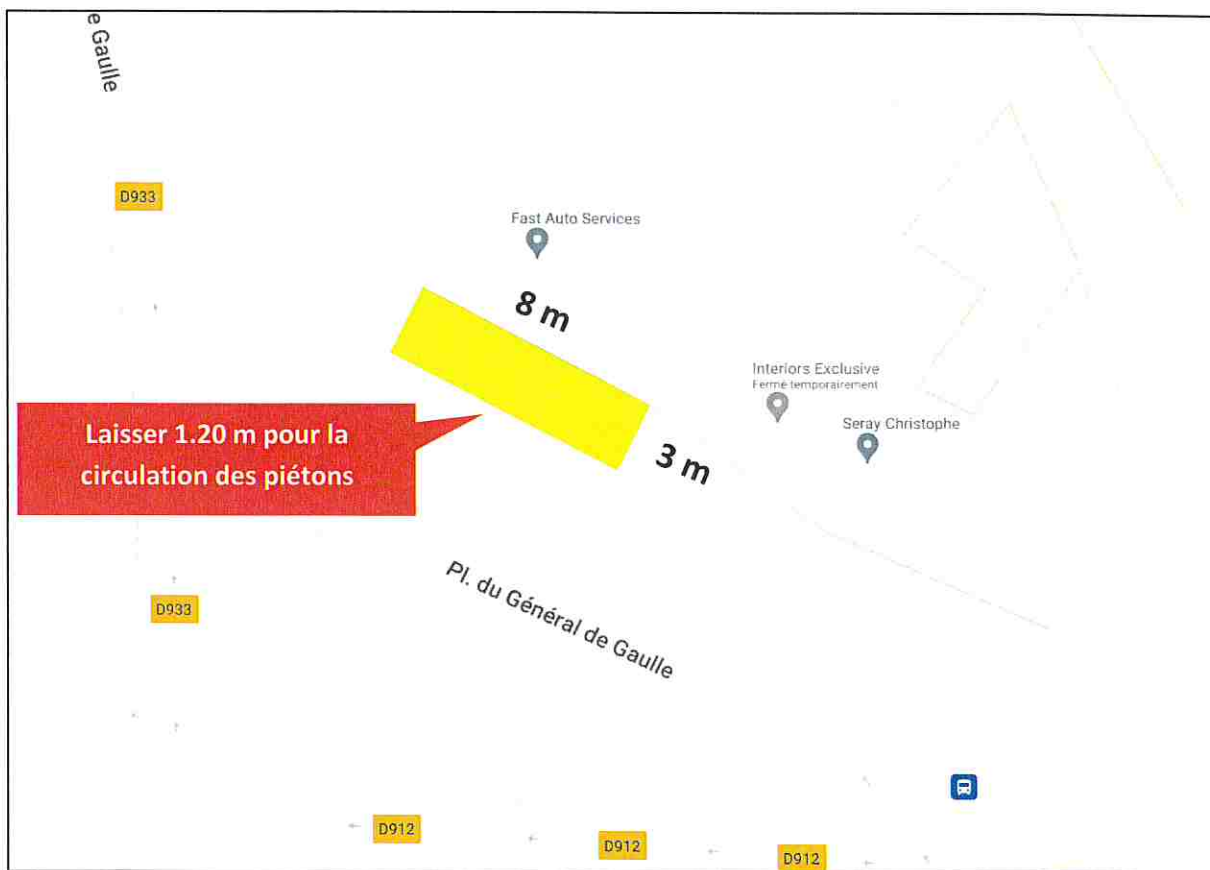 e Gaulle
D933
Fast Auto Services
8 m
Interiors Exclusive
Fermé temporairement
Seray Christophe
Laisser 1.20 m pour la
circulation des piétons
3 m
Pl. du Général de Gaulle
D933
D912
D912
D912